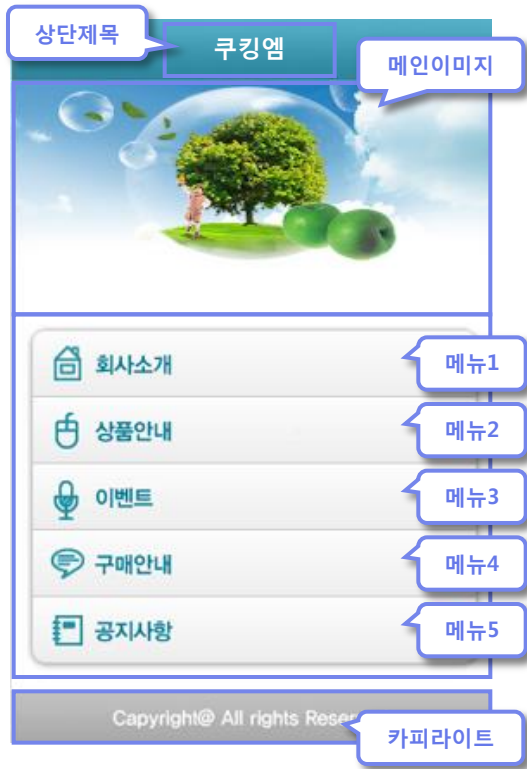 상단제목
쿠킹엠
메인이미지
회사소개
메뉴1
상품안내
메뉴2
이벤트
메뉴3
구매안내
메뉴4
공지사항
메뉴5
Copyright@ All rights Reser
카피라이트